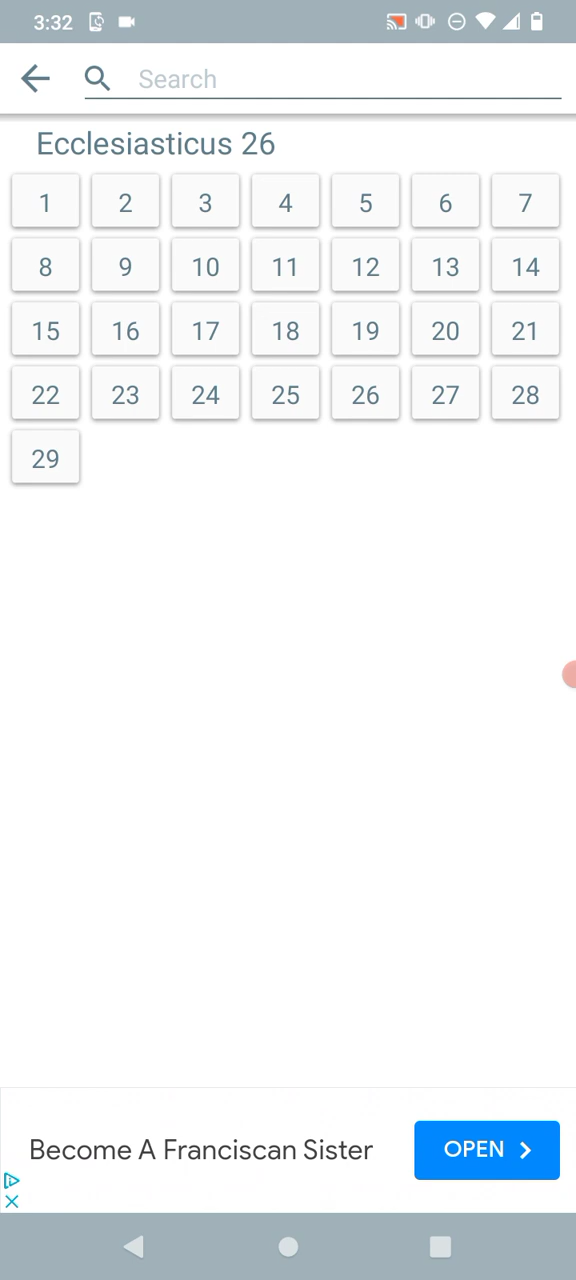 3:32
Search
Ecclesiasticus 26
1 2 3 4 5 6 7
8 9 10 11 12 13 14
15 16 17 18 19 20 21
22 23 24 25 26 27 28
29
Become A Franciscan Sister OPEN